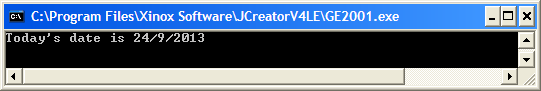 C:\Program Files\Xinox Software\JCreatorV4LE\GE2001.exe
Today's date is 24/9/2013